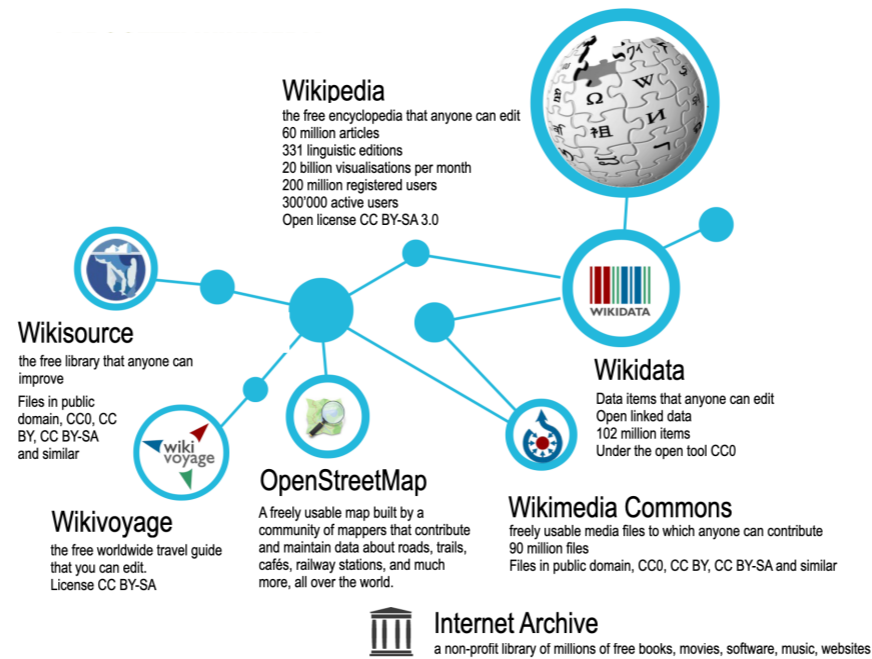 Wikipedia
the free encyclopedia that anyone can edit
60 million articles
331 linguistic editions
20 billion visualisations per month
200 million registered users
300'000 active users
Open license CC BY-SA 3.0
Ω
W
И
祖
WIKIDATA
Wikisource
the free library that anyone can
improve
Files in public
domain, CC0, CC
BY, CC BY-SA
and similar
Wikidata
Data items that anyone can edit
Open linked data
102 million items
Under the open tool CC0
wiki
voyage
OpenStreetMap
A freely usable map built by a
community of mappers that contribute
and maintain data about roads, trails,
cafés, railway stations, and much
more, all over the world.
Wikivoyage
the free worldwide travel guide
that you can edit.
License CC BY-SA
Wikimedia Commons
freely usable media files to which anyone can contribute
90 million files
Files in public domain, CC0, CC BY, CC BY-SA and similar
Internet Archive
a non-profit library of millions of free books, movies, software, music, websites